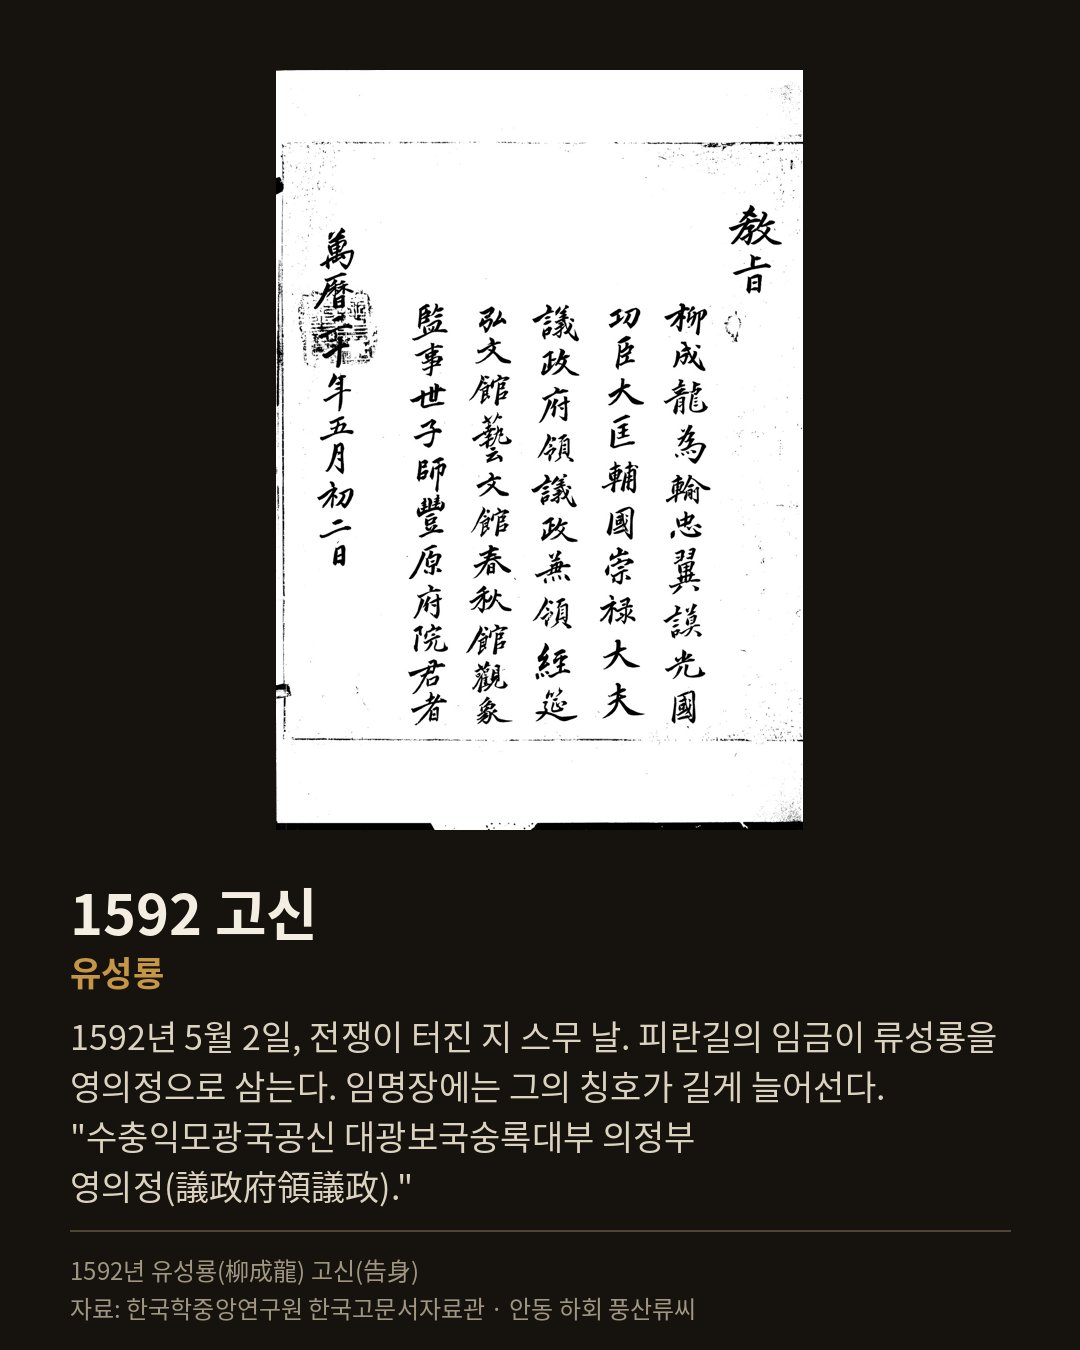 教旨
柳成龍為輸忠翼謨光國
功臣大匡輔國崇禄大夫
議政府領議政兼領經筵
弘文館藝文館春秋館觀象
監事世子師豐原府院君者
萬曆二十年五月初二日
1592 고신
유성룡
1592년 5월 2일, 전쟁이 터진 지 스무 날. 피란길의 임금이 류성룡을
영의정으로 삼는다. 임명장에는 그의 칭호가 길게 늘어선다.
"수충익모광국공신 대광보국숭록대부 의정부
영의정(議政府領議政)."
1592년 유성룡(柳成龍) 고신(告身)
자료: 한국학중앙연구원 한국고문서자료관 · 안동 하회 풍산류씨